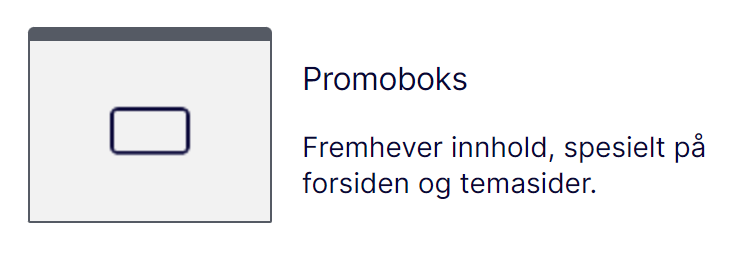 Promoboks
Fremhever innhold, spesielt på
forsiden og temasider.